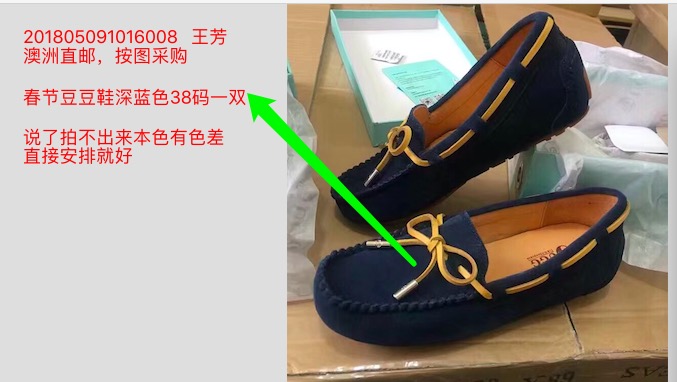 201805091016008 王芳
澳洲直邮，按图采购
春节豆豆鞋深蓝色38码一双
说了拍不出来本色有色差
直接安排就好
UGG